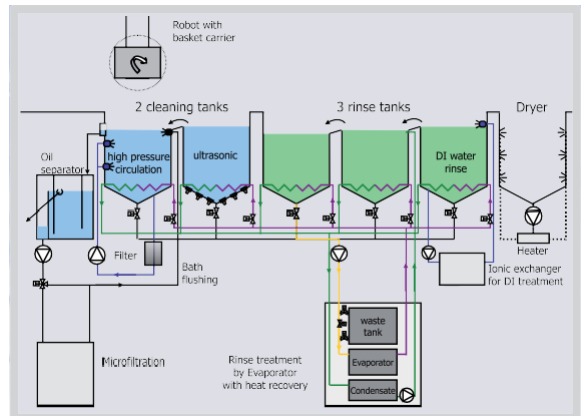 Robot with
basket carrier
2 cleaning tanks
3 rinse tanks
Dryer
high pressure
circulation
ultrasonic
DI water
rinse
Oil
separator
Filter
Bath
flushing
Heater
Ionic exchanger
for DI treatment
waste
tank
Evaporator
Condensate
Microfiltration
Rinse treatment
by Evaporator
with heat recovery